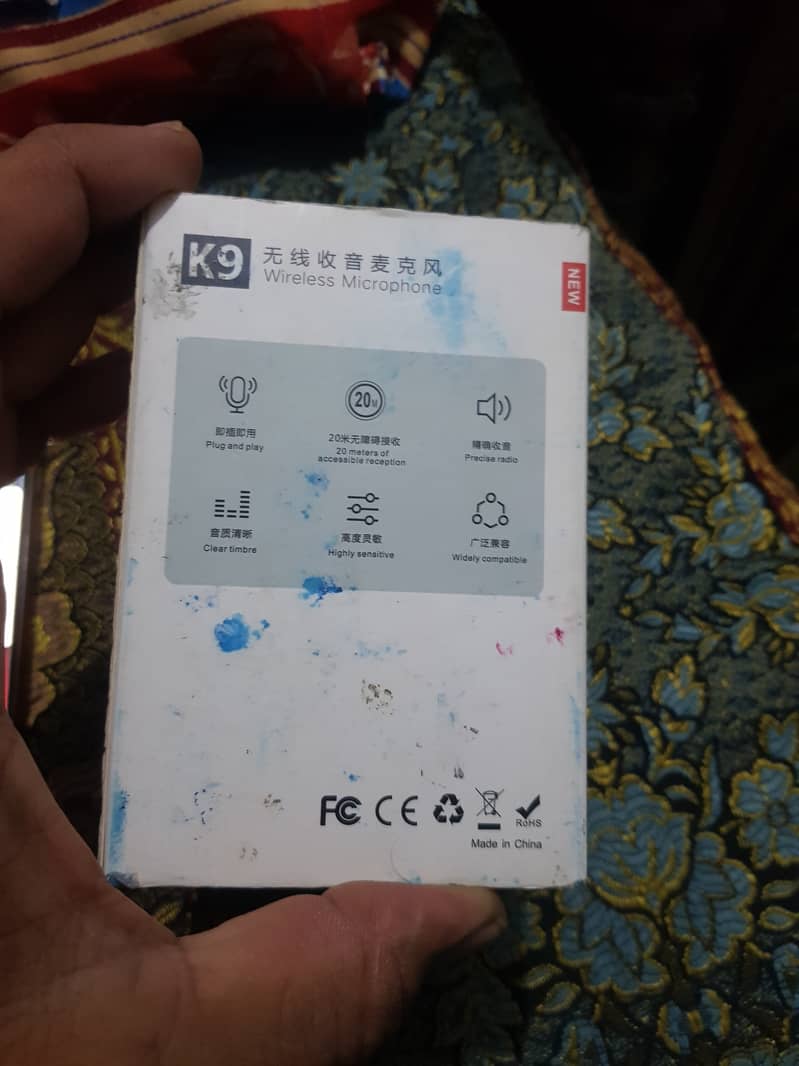 K9
无线收音麦克风
Wireless Microphone
NEW
20M
即插即用
Plug and play
20米无障碍接收
20 meters of
accessible reception
精确收音
Precise radio
音质清晰
Clear timbre
高度灵敏
Highly sensitive
广泛兼容
Widely compatible
FC CE
RoHS
Made in China